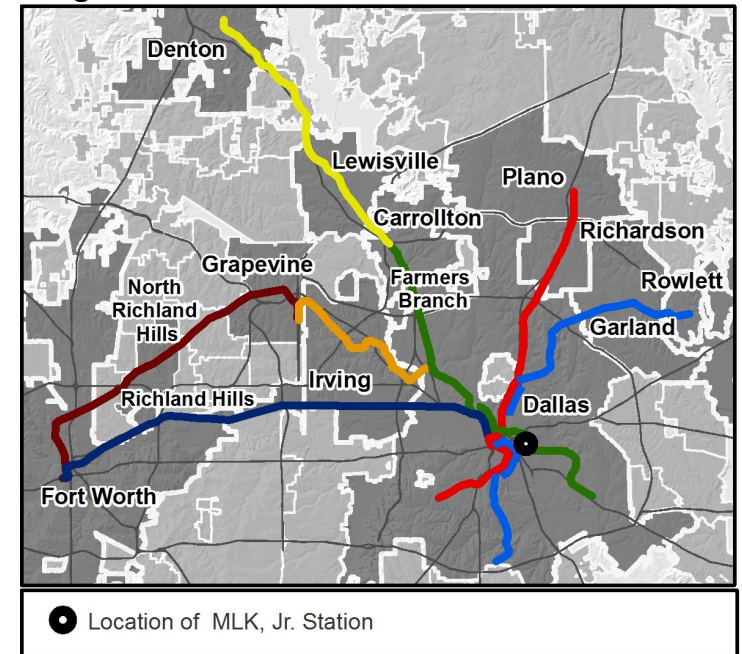 Denton
Lewisville
Plano
Carrollton
Richardson
Grapevine
Farmers
Branch
Rowlett
North
Richland
Hills
Garland
Irving
Richland Hills
Dallas
Fort Worth
Location of MLK, Jr. Station